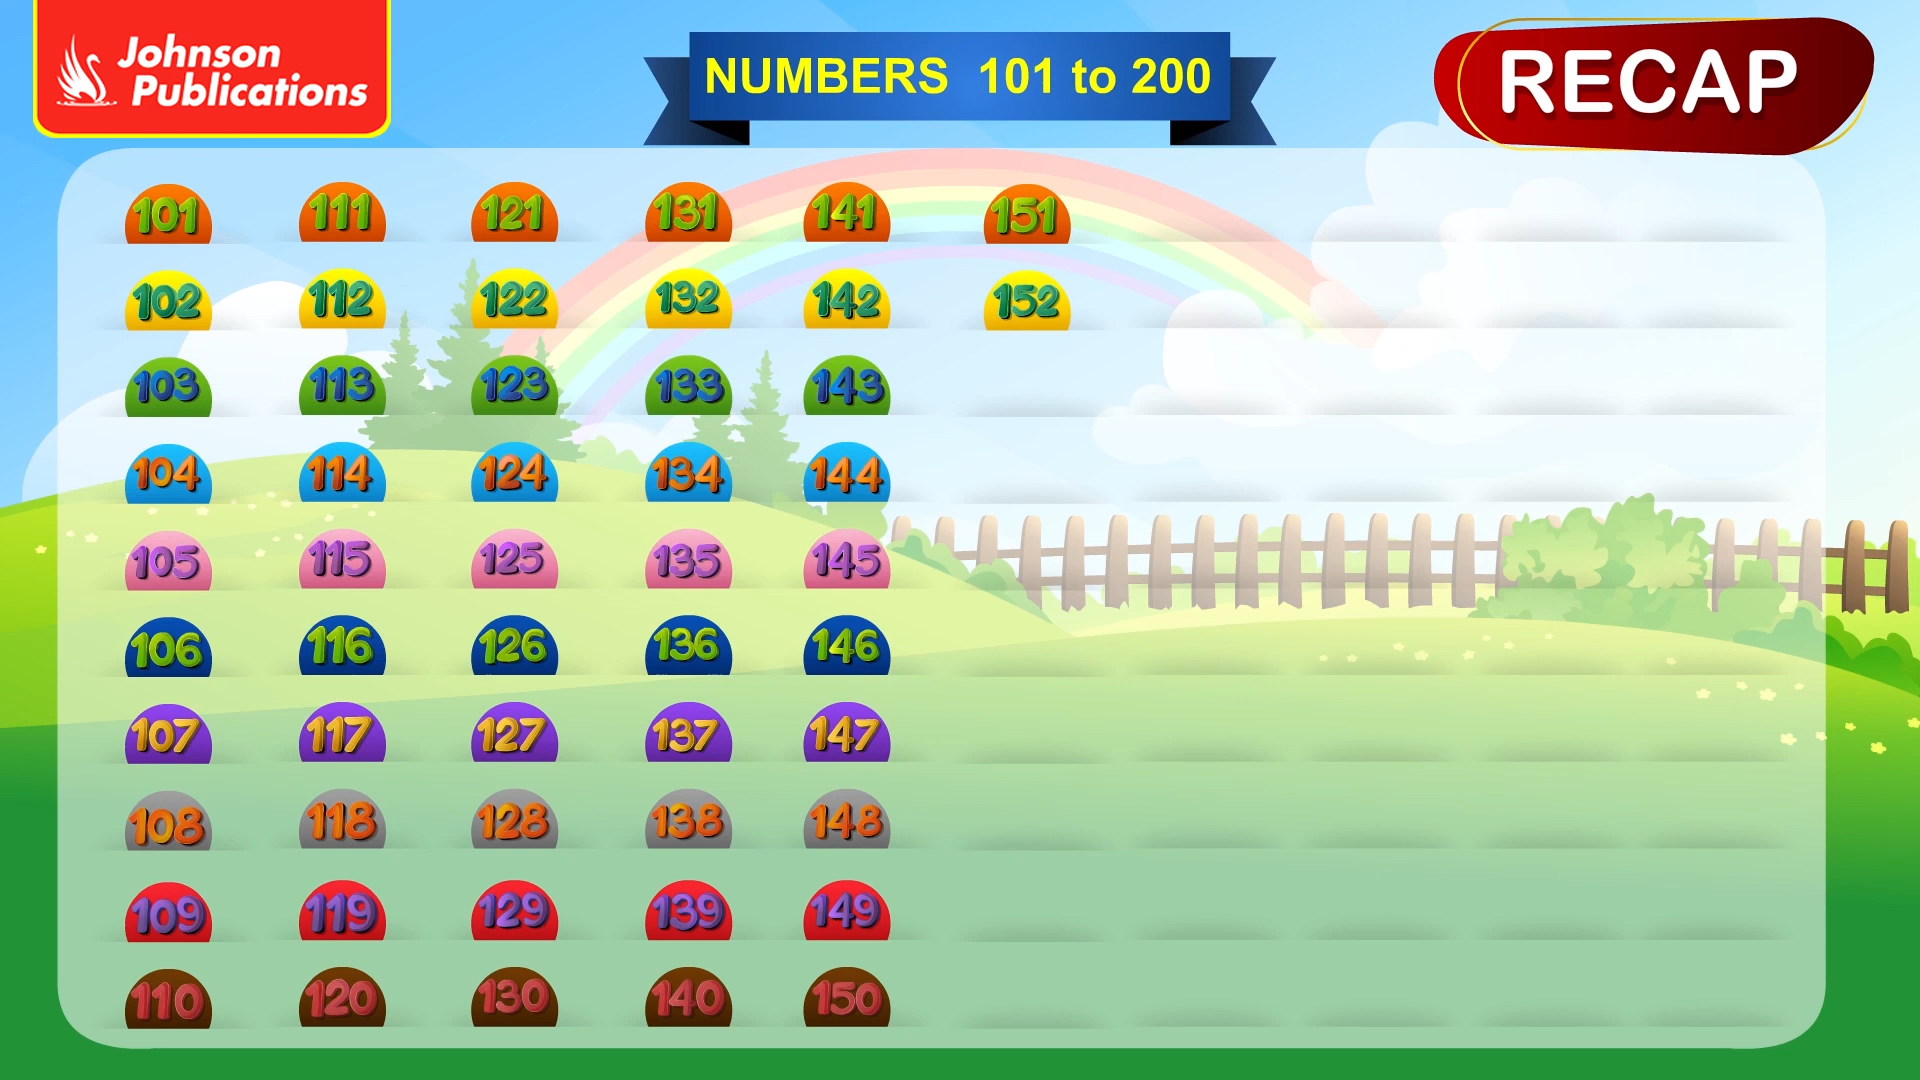 Johnson
Publications
NUMBERS 101 to 200
RECAP
101 111 121 131 141 151
102 112 122 132 142 152
103 113 123 133 143
104 114 124 134 144
105 115 125 135 145
106 116 126 136 146
107 117 127 137 147
108 118 128 138 148
109 119 129 139 149
110 120 130 140 150